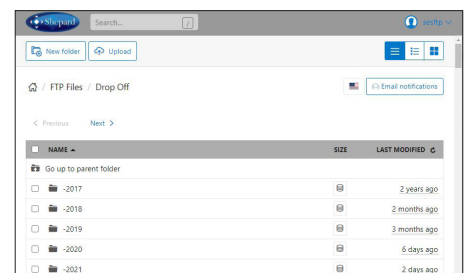 Shepard Search... / sesftp
New folder Upload
/ FTP Files / Drop Off Email notifications
< Previous Next >
NAME SIZE LAST MODIFIED
Go up to parent folder
-2017 2 years ago
-2018 2 months ago
-2019 3 months ago
-2020 6 days ago
-2021 2 days ago